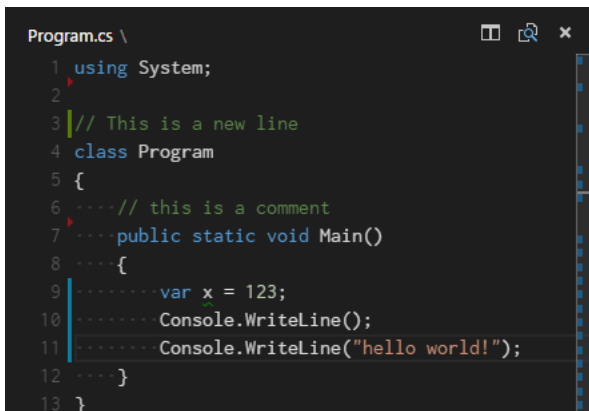 Program.cs \
1 using System;
2
3 // This is a new line
4 class Program
5 {
6 ····// this is a comment
7 ····public static void Main()
8 ····{
9 ········var x = 123;
10 ········Console.WriteLine();
11 ········Console.WriteLine("hello world!");
12 ····}
13 }